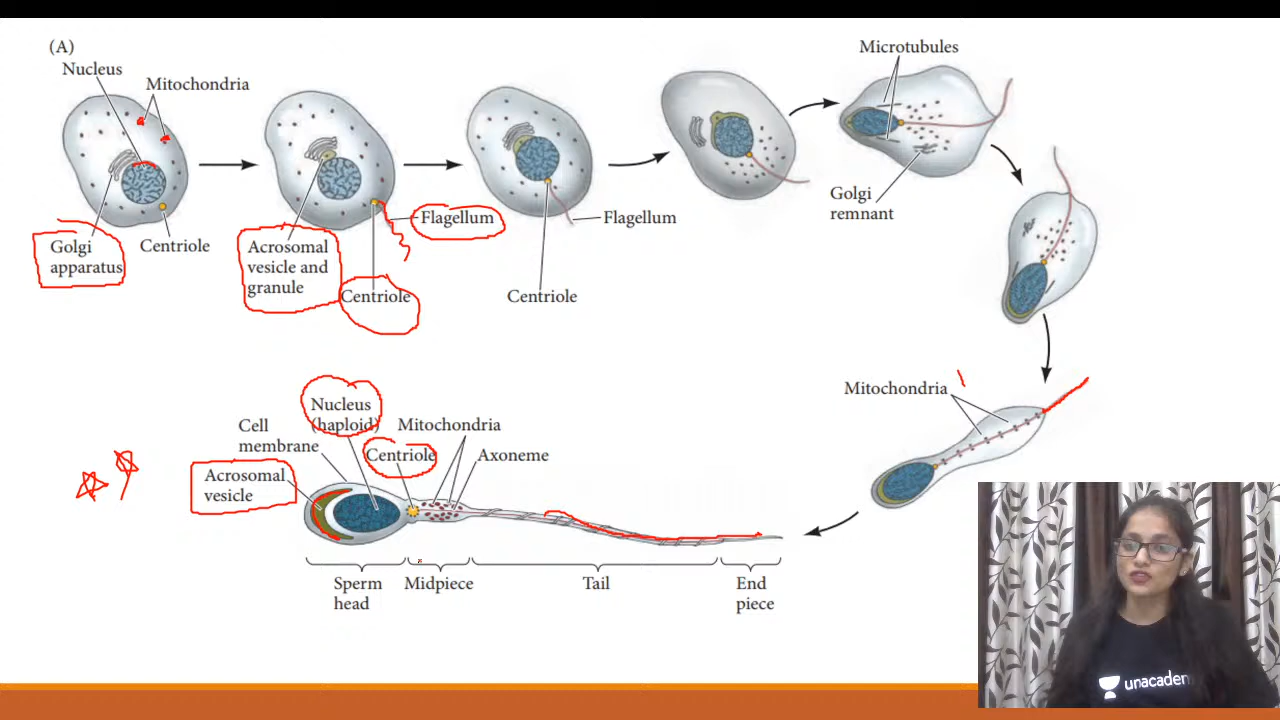 (A)
Nucleus
Mitochondria
Golgi
apparatus
Centriole
Acrosomal
vesicle and
granule
Flagellum
Centriole
Flagellum
Centriole
Microtubules
Golgi
remnant
Mitochondria
Nucleus
(haploid)
Cell
membrane
Mitochondria
Centriole
Axoneme
Acrosomal
vesicle
Sperm
head
Midpiece
Tail
End
piece
unacadem